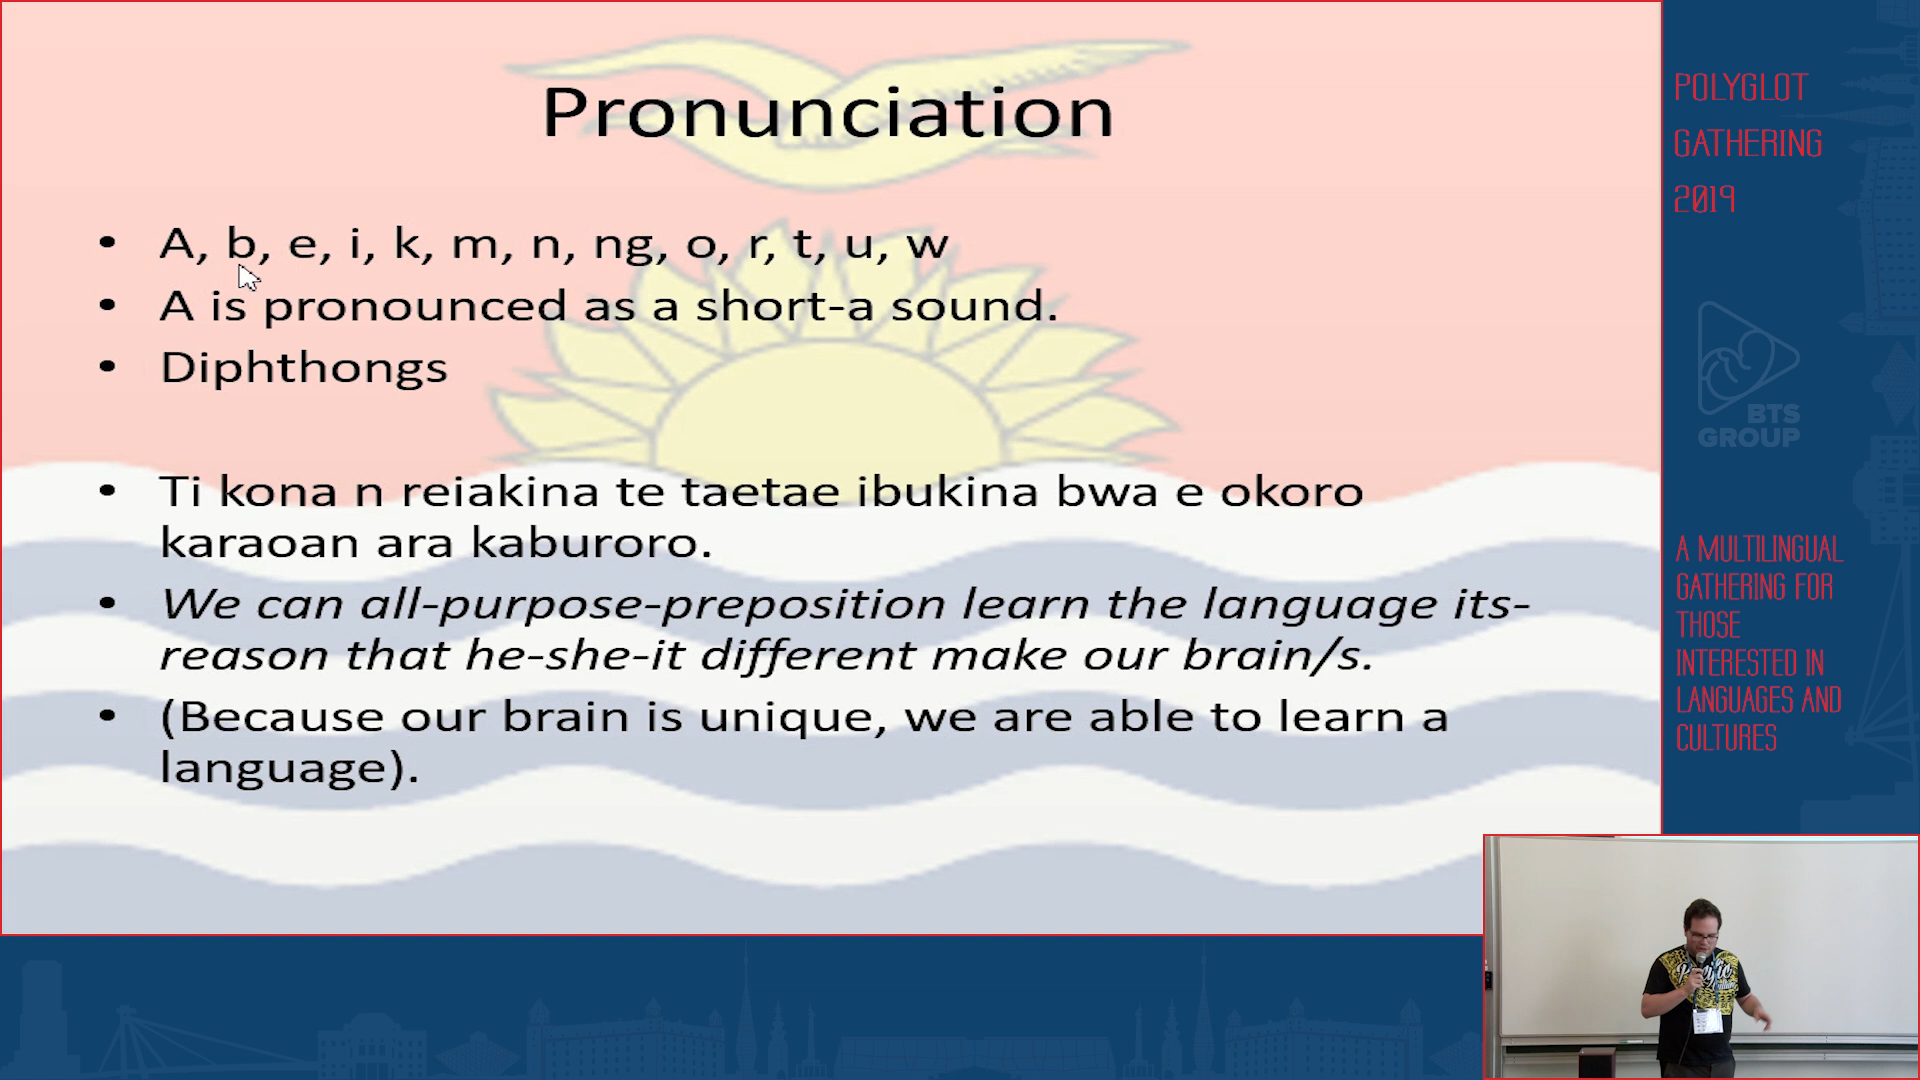 Pronunciation
• A, b, e, i, k, m, n, ng, o, r, t, u, w
• A is pronounced as a short-a sound.
• Diphthongs
• Ti kona n reiakina te taetae ibukina bwa e okoro
karaoan ara kaburoro.
• We can all-purpose-preposition learn the language its-
reason that he-she-it different make our brain/s.
• (Because our brain is unique, we are able to learn a
language).
POLYGLOT
GATHERING
2019
BTS
GROUP
A MULTILINGUAL
GATHERING FOR
THOSE
INTERESTED IN
LANGUAGES AND
CULTURES